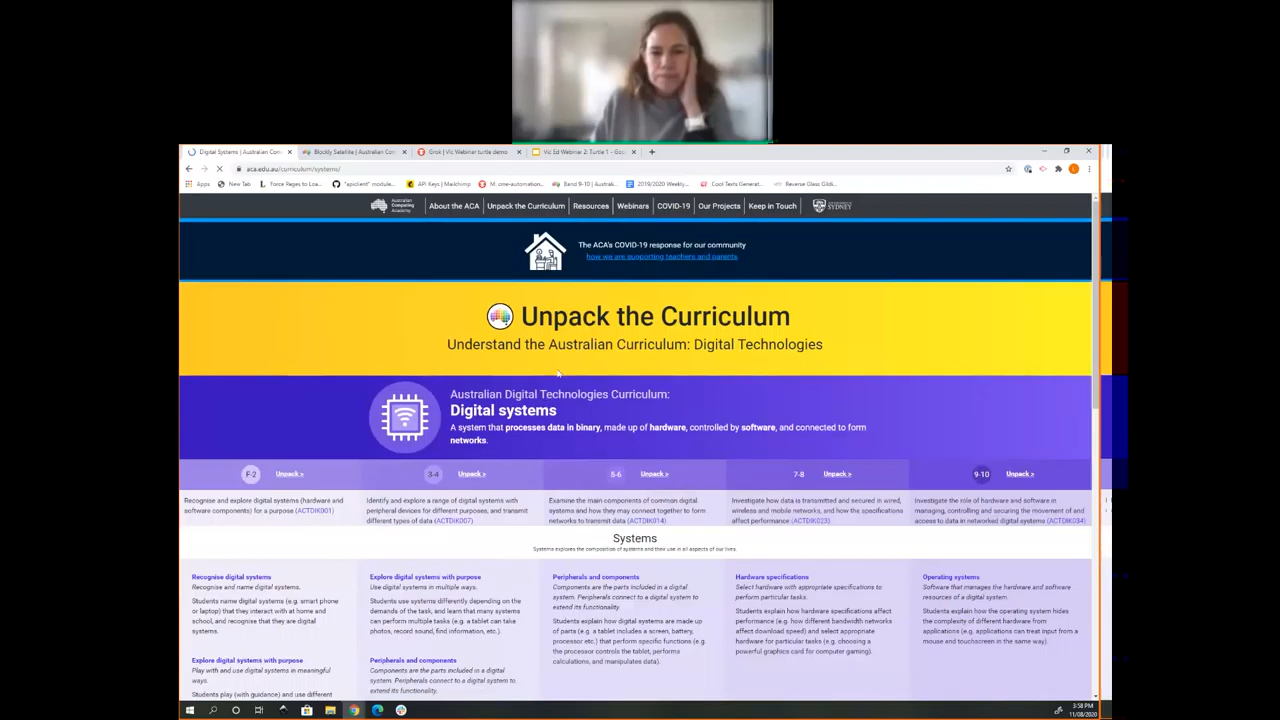 Digital Systems | Australian Com
Blockly Satellite | Australian Con
Grok | Vic Webinar turtle demo
Vic Ed Webinar 2: Turtle 1 - Goo
aca.edu.au/curriculum/systems/
Apps
New Tab
Force Reges to Loa...
"apiclient" module...
API Keys | Mailchimp
M. cme-automation...
Band 9-10 | Austral...
2019/2020 Weekly...
Cool Texts Generat...
Reverse Glass Glidi...
Australian Computing Academy
About the ACA
Unpack the Curriculum
Resources
Webinars
COVID-19
Our Projects
Keep in Touch
SYDNEY
The ACA's COVID-19 response for our community
how we are supporting teachers and parents
Unpack the Curriculum
Understand the Australian Curriculum: Digital Technologies
Australian Digital Technologies Curriculum:
Digital systems
A system that processes data in binary, made up of hardware, controlled by software, and connected to form
networks.
F-2 Unpack >
3-4 Unpack >
5-6 Unpack >
7-8 Unpack >
9-10 Unpack >
Recognise and explore digital systems (hardware and
software components) for a purpose (ACTDIK001)
Identify and explore a range of digital systems with
peripheral devices for different purposes, and transmit
different types of data (ACTDIK007)
Examine the main components of common digital
systems and how they may connect together to form
networks to transmit data (ACTDIK014)
Investigate how data is transmitted and secured in wired,
wireless and mobile networks, and how the specifications
affect performance (ACTDIK023)
Investigate the role of hardware and software in
managing, controlling and securing the movement of and
access to data in networked digital systems (ACTDIK034)
Systems
Systems explores the composition of systems and their use in all aspects of our lives.
Recognise digital systems
Recognise and name digital systems.
Students name digital systems (e.g. smart phone
or laptop) that they interact with at home and
school, and recognise that they are digital
systems.
Explore digital systems with purpose
Play with and use digital systems in meaningful
ways.
Students play (with guidance) and use different
Explore digital systems with purpose
Use digital systems in multiple ways.
Students use systems differently depending on the
demands of the task, and learn that many systems
can perform multiple tasks (e.g. a tablet can take
photos, record sound, find information, etc.).
Peripherals and components
Components are the parts included in a digital
system. Peripherals connect to a digital system to
extend its functionality.
Peripherals and components
Components are the parts included in a digital
system. Peripherals connect to a digital system to
extend its functionality.
Students explain how digital systems are made up
of parts (e.g. a tablet includes a screen, battery,
processor etc.) that perform specific functions (e.g.
the processor controls the tablet, performs
calculations, and manipulates data).
Hardware specifications
Select hardware with appropriate specifications to
perform particular tasks.
Students explain how hardware specifications affect
performance (e.g. how different bandwidth networks
affect download speed) and select appropriate
hardware for particular tasks (e.g. choosing a
powerful graphics card for computer gaming).
Operating systems
Software that manages the hardware and software
resources of a digital system.
Students explain how the operating system hides
the complexity of different hardware from
applications (e.g. applications can treat input from a
mouse and touchscreen in the same way).
3:58 PM
11/08/2020